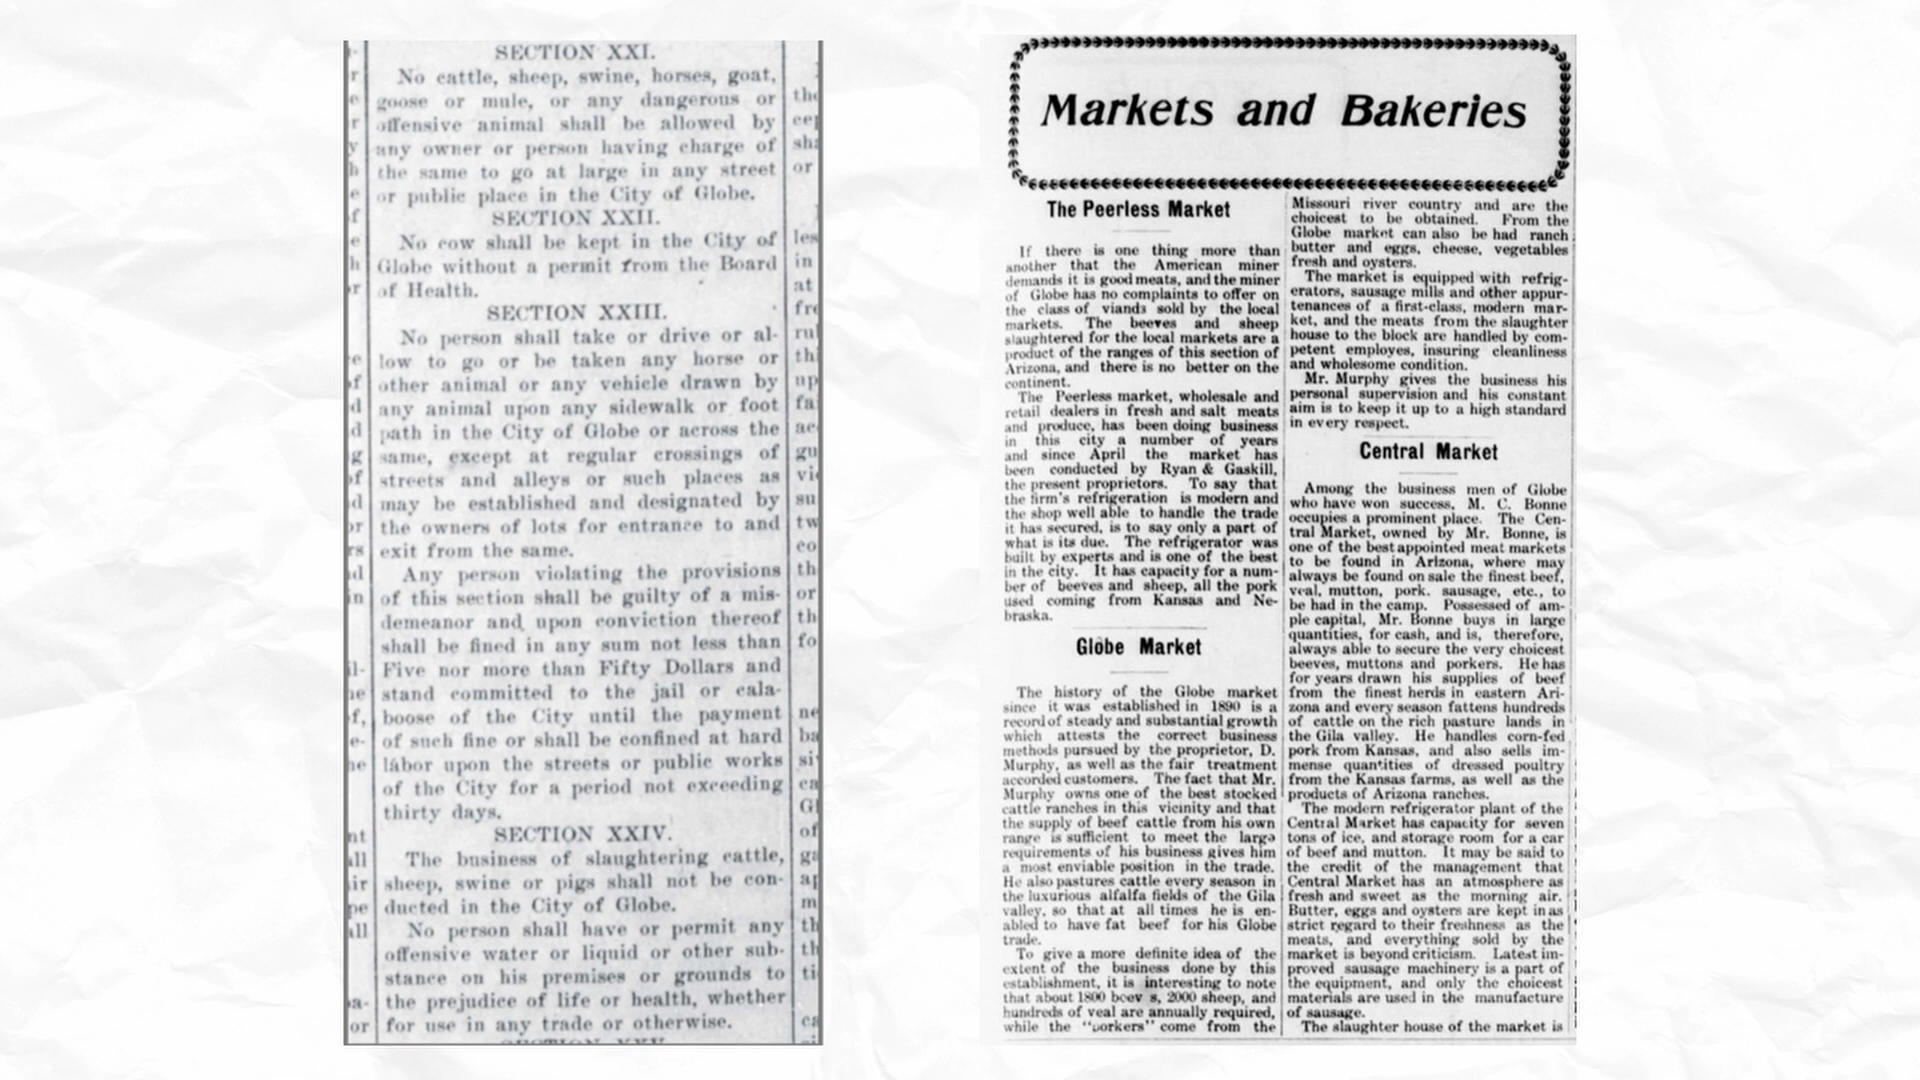 SECTION XXI.
No cattle, sheep, swine, horses, goat,
goose or mule, or any dangerous or
offensive animal shall be allowed by
any owner or person having charge of
the same to go at large in any street
or public place in the City of Globe.
SECTION XXII.
No cow shall be kept in the City of
Globe without a permit from the Board
of Health.
SECTION XXIII.
No person shall take or drive or al-
low to go or be taken any horse or
other animal or any vehicle drawn by
any animal upon any sidewalk or foot
path in the City of Globe or across the
same, except at regular crossings of
streets and alleys or such places as
may be established and designated by
the owners of lots for entrance to and
exit from the same.
Any person violating the provisions
of this section shall be guilty of a mis-
demeanor and upon conviction thereof
shall be fined in any sum not less than
Five nor more than Fifty Dollars and
stand committed to the jail or cala-
boose of the City until the payment
of such fine or shall be confined at hard
labor upon the streets or public works
of the City for a period not exceeding
thirty days.
SECTION XXIV.
The business of slaughtering cattle,
sheep, swine or pigs shall not be con-
ducted in the City of Globe.
No person shall have or permit any
offensive water or liquid or other sub-
stance on his premises or grounds to
the prejudice of life or health, whether
for use in any trade or otherwise.
Markets and Bakeries
The Peerless Market
If there is one thing more than
another that the American miner
demands it is good meats, and the miner
of Globe has no complaints to offer on
the class of viands sold by the local
markets. The beeves and sheep
slaughtered for the local markets are a
product of the ranges of this section of
Arizona, and there is no better on the
continent.
The Peerless market, wholesale and
retail dealers in fresh and salt meats
and produce, has been doing business
in this city a number of years
and since April the market has
been conducted by Ryan & Gaskill,
the present proprietors. To say that
the firm's refrigeration is modern and
the shop well able to handle the trade
it has secured, is to say only a part of
what is its due. The refrigerator was
built by experts and is one of the best
in the city. It has capacity for a num-
ber of beeves and sheep, all the pork
used coming from Kansas and Ne-
braska.
Globe Market
The history of the Globe market
since it was established in 1890 is a
record of steady and substantial growth
which attests the correct business
methods pursued by the proprietor, D.
Murphy, as well as the fair treatment
accorded customers. The fact that Mr.
Murphy owns one of the best stocked
cattle ranches in this vicinity and that
the supply of beef cattle from his own
range is sufficient to meet the large
requirements of his business gives him
a most enviable position in the trade.
He also pastures cattle every season in
the luxurious alfalfa fields of the Gila
valley, so that at all times he is en-
abled to have fat beef for his Globe
trade.
To give a more definite idea of the
extent of the business done by this
establishment, it is interesting to note
that about 1800 beev s, 2000 sheep, and
hundreds of veal are annually required,
while the "porkers" come from the
Missouri river country and are the
choicest to be obtained. From the
Globe market can also be had ranch
butter and eggs, cheese, vegetables
fresh and oysters.
The market is equipped with refrig-
erators, sausage mills and other appur-
tenances of a first-class, modern mar-
ket, and the meats from the slaughter
house to the block are handled by com-
petent employes, insuring cleanliness
and wholesome condition.
Mr. Murphy gives the business his
personal supervision and his constant
aim is to keep it up to a high standard
in every respect.
Central Market
Among the business men of Globe
who have won success, M. C. Bonne
occupies a prominent place. The Cen-
tral Market, owned by Mr. Bonne, is
one of the best appointed meat markets
to be found in Arizona, where may
always be found on sale the finest beef,
veal, mutton, pork. sausage, etc., to
be had in the camp. Possessed of am-
ple capital, Mr. Bonne buys in large
quantities, for cash, and is, therefore,
always able to secure the very choicest
beeves, muttons and porkers. He has
for years drawn his supplies of beef
from the finest herds in eastern Ari-
zona and every season fattens hundreds
of cattle on the rich pasture lands in
the Gila valley. He handles corn-fed
pork from Kansas, and also sells im-
mense quantities of dressed poultry
from the Kansas farms, as well as the
products of Arizona ranches.
The modern refrigerator plant of the
Central Market has capacity for seven
tons of ice, and storage room for a car
of beef and mutton. It may be said to
the credit of the management that
Central Market has an atmosphere as
fresh and sweet as the morning air.
Butter, eggs and oysters are kept in as
strict regard to their freshness as the
meats, and everything sold by the
market is beyond criticism. Latest im-
proved sausage machinery is a part of
the equipment, and only the choicest
materials are used in the manufacture
of sausage.
The slaughter house of the market is